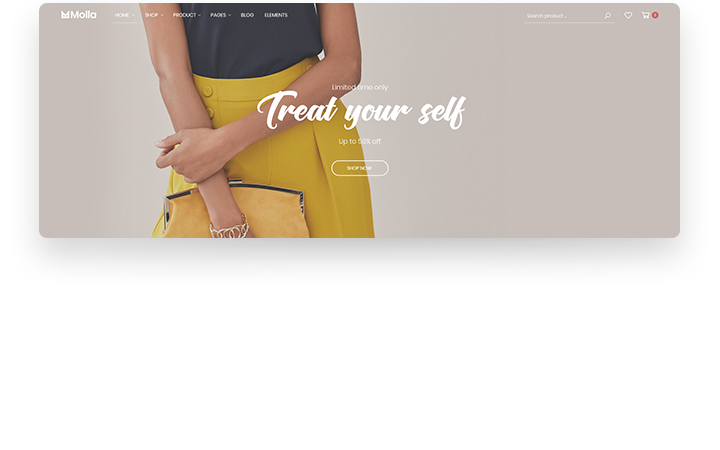 Molla
HOME SHOP PRODUCT PAGES BLOG ELEMENTS
Search product ...
Limited time only
Treat your self
Up to 50% off
SHOP NOW